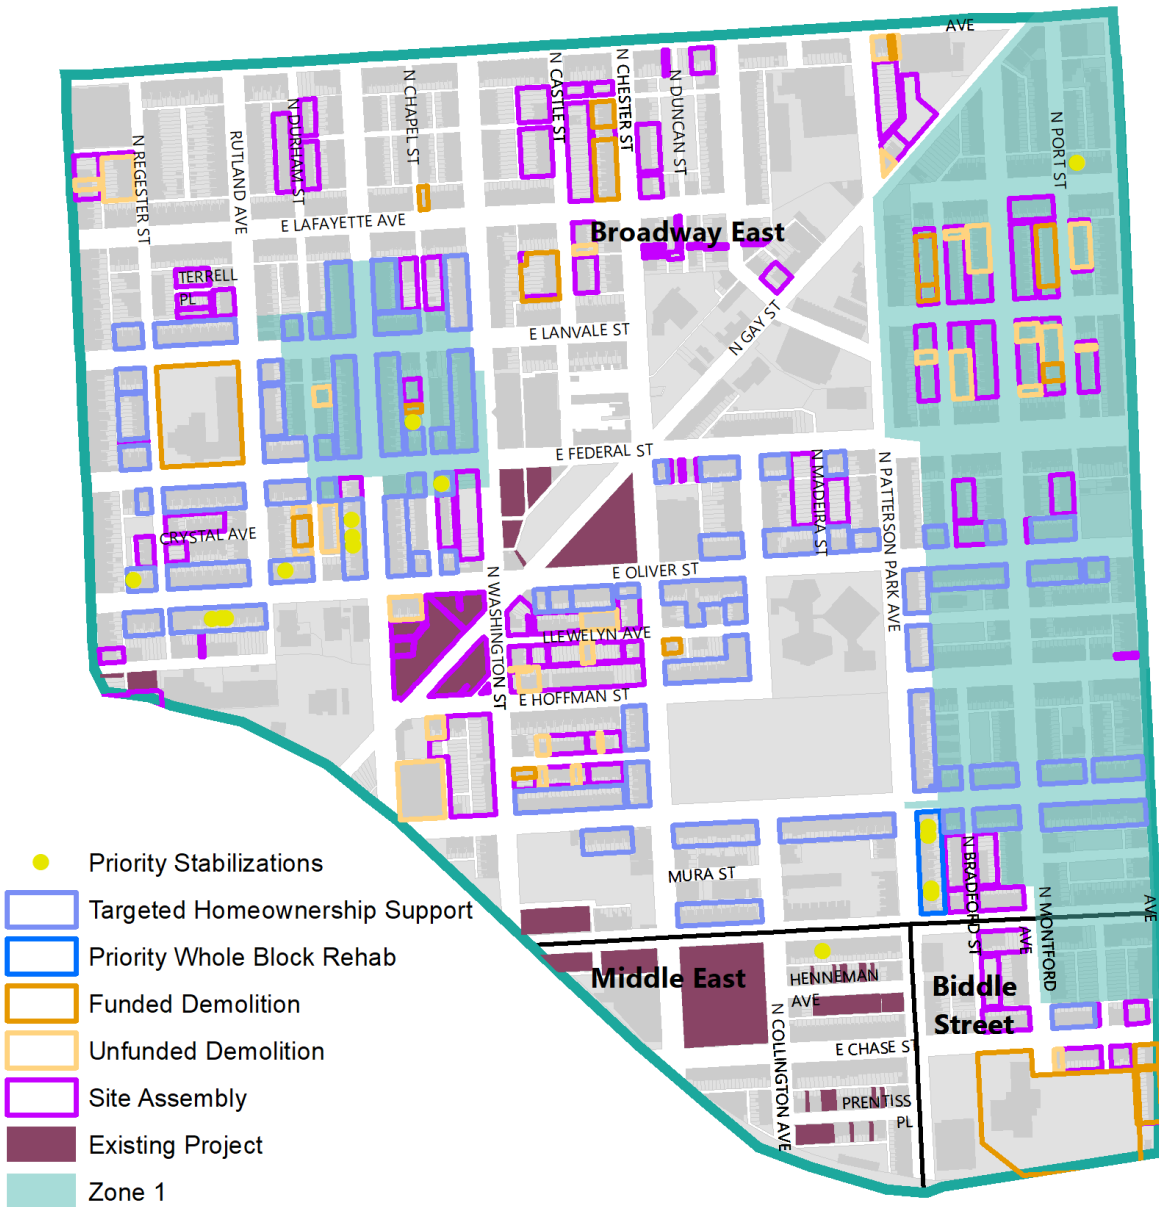 AVE
N CASTLE ST
N CHESTER ST
N DUNCAN ST
N CHAPEL ST
N DURHAM ST
RUTLAND AVE
N REGESTER ST
N PORT ST
E LAFAYETTE AVE
Broadway East
TERRELL
PL
E LANVALE ST
N GAY ST
E FEDERAL ST
N MADEIRA ST
N PATTERSON PARK AVE
CRYSTAL AVE
E OLIVER ST
N WASHINGTON ST
LLEWELYN AVE
E HOFFMAN ST
MURA ST
N BRADFORD ST
N MONTFORD
AVE
AVE
Middle East
HENNEMAN
AVE
Biddle
Street
N COLLINGTON AVE
E CHASE ST
PRENTISS
PL
Priority Stabilizations
Targeted Homeownership Support
Priority Whole Block Rehab
Funded Demolition
Unfunded Demolition
Site Assembly
Existing Project
Zone 1